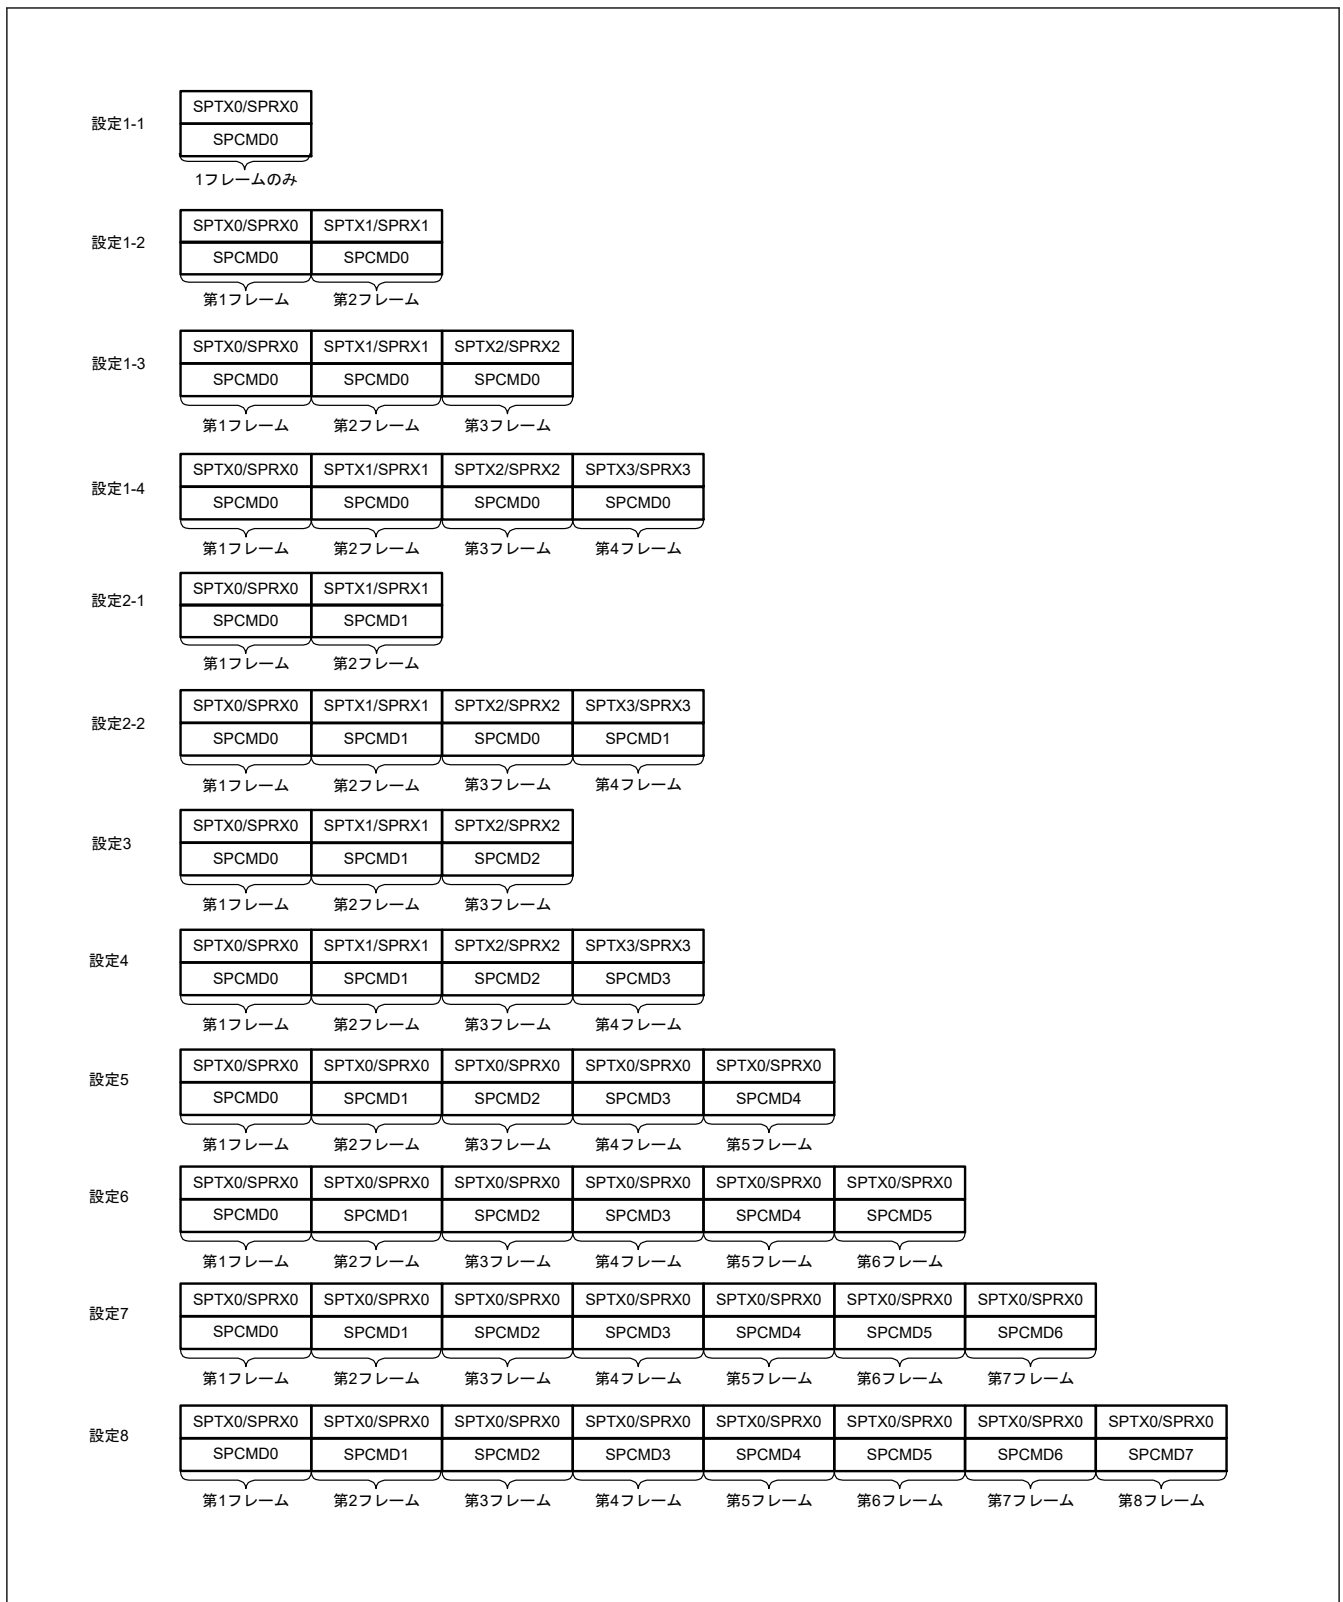 設定1-1
SPTX0/SPRX0
SPCMD0
1フレームのみ
設定1-2
SPTX0/SPRX0 SPTX1/SPRX1
SPCMD0 SPCMD0
第1フレーム 第2フレーム
設定1-3
SPTX0/SPRX0 SPTX1/SPRX1 SPTX2/SPRX2
SPCMD0 SPCMD0 SPCMD0
第1フレーム 第2フレーム 第3フレーム
設定1-4
SPTX0/SPRX0 SPTX1/SPRX1 SPTX2/SPRX2 SPTX3/SPRX3
SPCMD0 SPCMD0 SPCMD0 SPCMD0
第1フレーム 第2フレーム 第3フレーム 第4フレーム
設定2-1
SPTX0/SPRX0 SPTX1/SPRX1
SPCMD0 SPCMD1
第1フレーム 第2フレーム
設定2-2
SPTX0/SPRX0 SPTX1/SPRX1 SPTX2/SPRX2 SPTX3/SPRX3
SPCMD0 SPCMD1 SPCMD0 SPCMD1
第1フレーム 第2フレーム 第3フレーム 第4フレーム
設定3
SPTX0/SPRX0 SPTX1/SPRX1 SPTX2/SPRX2
SPCMD0 SPCMD1 SPCMD2
第1フレーム 第2フレーム 第3フレーム
設定4
SPTX0/SPRX0 SPTX1/SPRX1 SPTX2/SPRX2 SPTX3/SPRX3
SPCMD0 SPCMD1 SPCMD2 SPCMD3
第1フレーム 第2フレーム 第3フレーム 第4フレーム
設定5
SPTX0/SPRX0 SPTX0/SPRX0 SPTX0/SPRX0 SPTX0/SPRX0 SPTX0/SPRX0
SPCMD0 SPCMD1 SPCMD2 SPCMD3 SPCMD4
第1フレーム 第2フレーム 第3フレーム 第4フレーム 第5フレーム
設定6
SPTX0/SPRX0 SPTX0/SPRX0 SPTX0/SPRX0 SPTX0/SPRX0 SPTX0/SPRX0 SPTX0/SPRX0
SPCMD0 SPCMD1 SPCMD2 SPCMD3 SPCMD4 SPCMD5
第1フレーム 第2フレーム 第3フレーム 第4フレーム 第5フレーム 第6フレーム
設定7
SPTX0/SPRX0 SPTX0/SPRX0 SPTX0/SPRX0 SPTX0/SPRX0 SPTX0/SPRX0 SPTX0/SPRX0 SPTX0/SPRX0
SPCMD0 SPCMD1 SPCMD2 SPCMD3 SPCMD4 SPCMD5 SPCMD6
第1フレーム 第2フレーム 第3フレーム 第4フレーム 第5フレーム 第6フレーム 第7フレーム
設定8
SPTX0/SPRX0 SPTX0/SPRX0 SPTX0/SPRX0 SPTX0/SPRX0 SPTX0/SPRX0 SPTX0/SPRX0 SPTX0/SPRX0 SPTX0/SPRX0
SPCMD0 SPCMD1 SPCMD2 SPCMD3 SPCMD4 SPCMD5 SPCMD6 SPCMD7
第1フレーム 第2フレーム 第3フレーム 第4フレーム 第5フレーム 第6フレーム 第7フレーム 第8フレーム